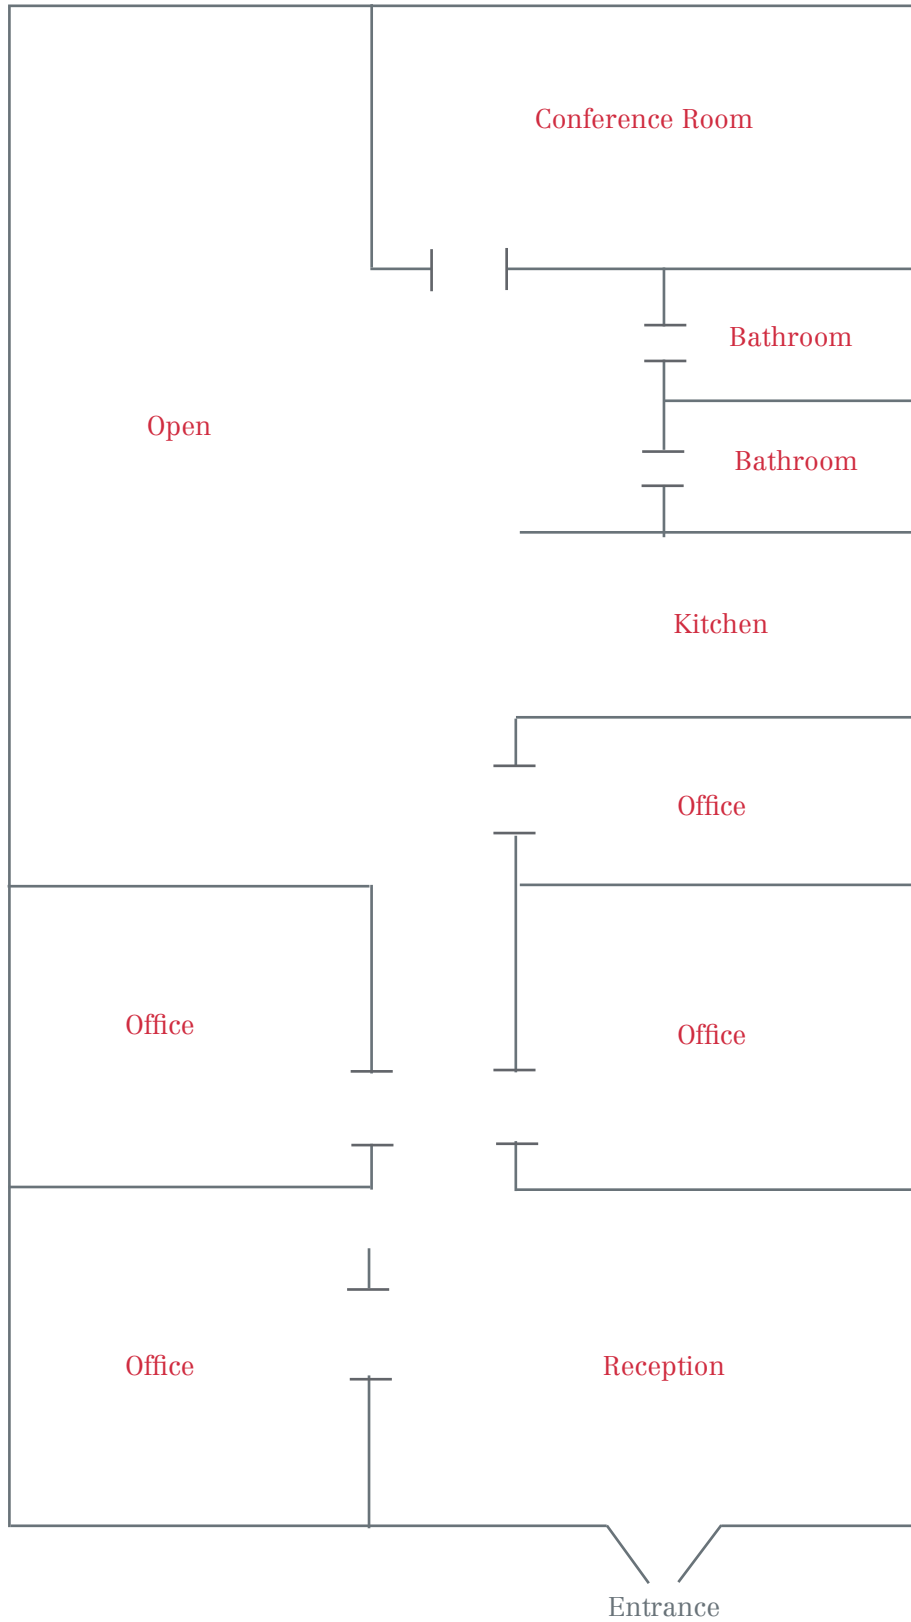 Conference Room
Bathroom
Open
Bathroom
Kitchen
Office
Office
Office
Office
Reception
Entrance